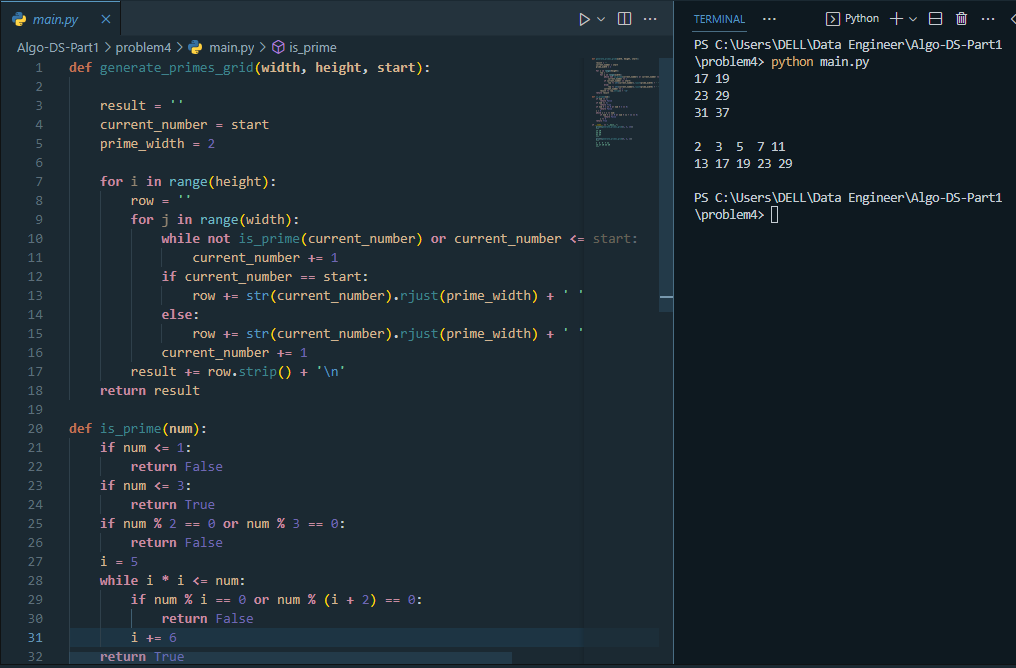 main.py
Algo-DS-Part1 > problem4 > main.py > is_prime
1 def generate_primes_grid(width, height, start):
2
3     result = ''
4     current_number = start
5     prime_width = 2
6
7     for i in range(height):
8         row = ''
9         for j in range(width):
10             while not is_prime(current_number) or current_number <= start:
11                 current_number += 1
12             if current_number == start:
13                 row += str(current_number).rjust(prime_width) + ' '
14             else:
15                 row += str(current_number).rjust(prime_width) + ' '
16             current_number += 1
17         result += row.strip() + '\n'
18     return result
19
20 def is_prime(num):
21     if num <= 1:
22         return False
23     if num <= 3:
24         return True
25     if num % 2 == 0 or num % 3 == 0:
26         return False
27     i = 5
28     while i * i <= num:
29         if num % i == 0 or num % (i + 2) == 0:
30             return False
31         i += 6
32     return True
TERMINAL ... Python
PS C:\Users\DELL\Data Engineer\Algo-DS-Part1
\problem4> python main.py
17 19
23 29
31 37

2  3  5  7 11
13 17 19 23 29

PS C:\Users\DELL\Data Engineer\Algo-DS-Part1
\problem4>